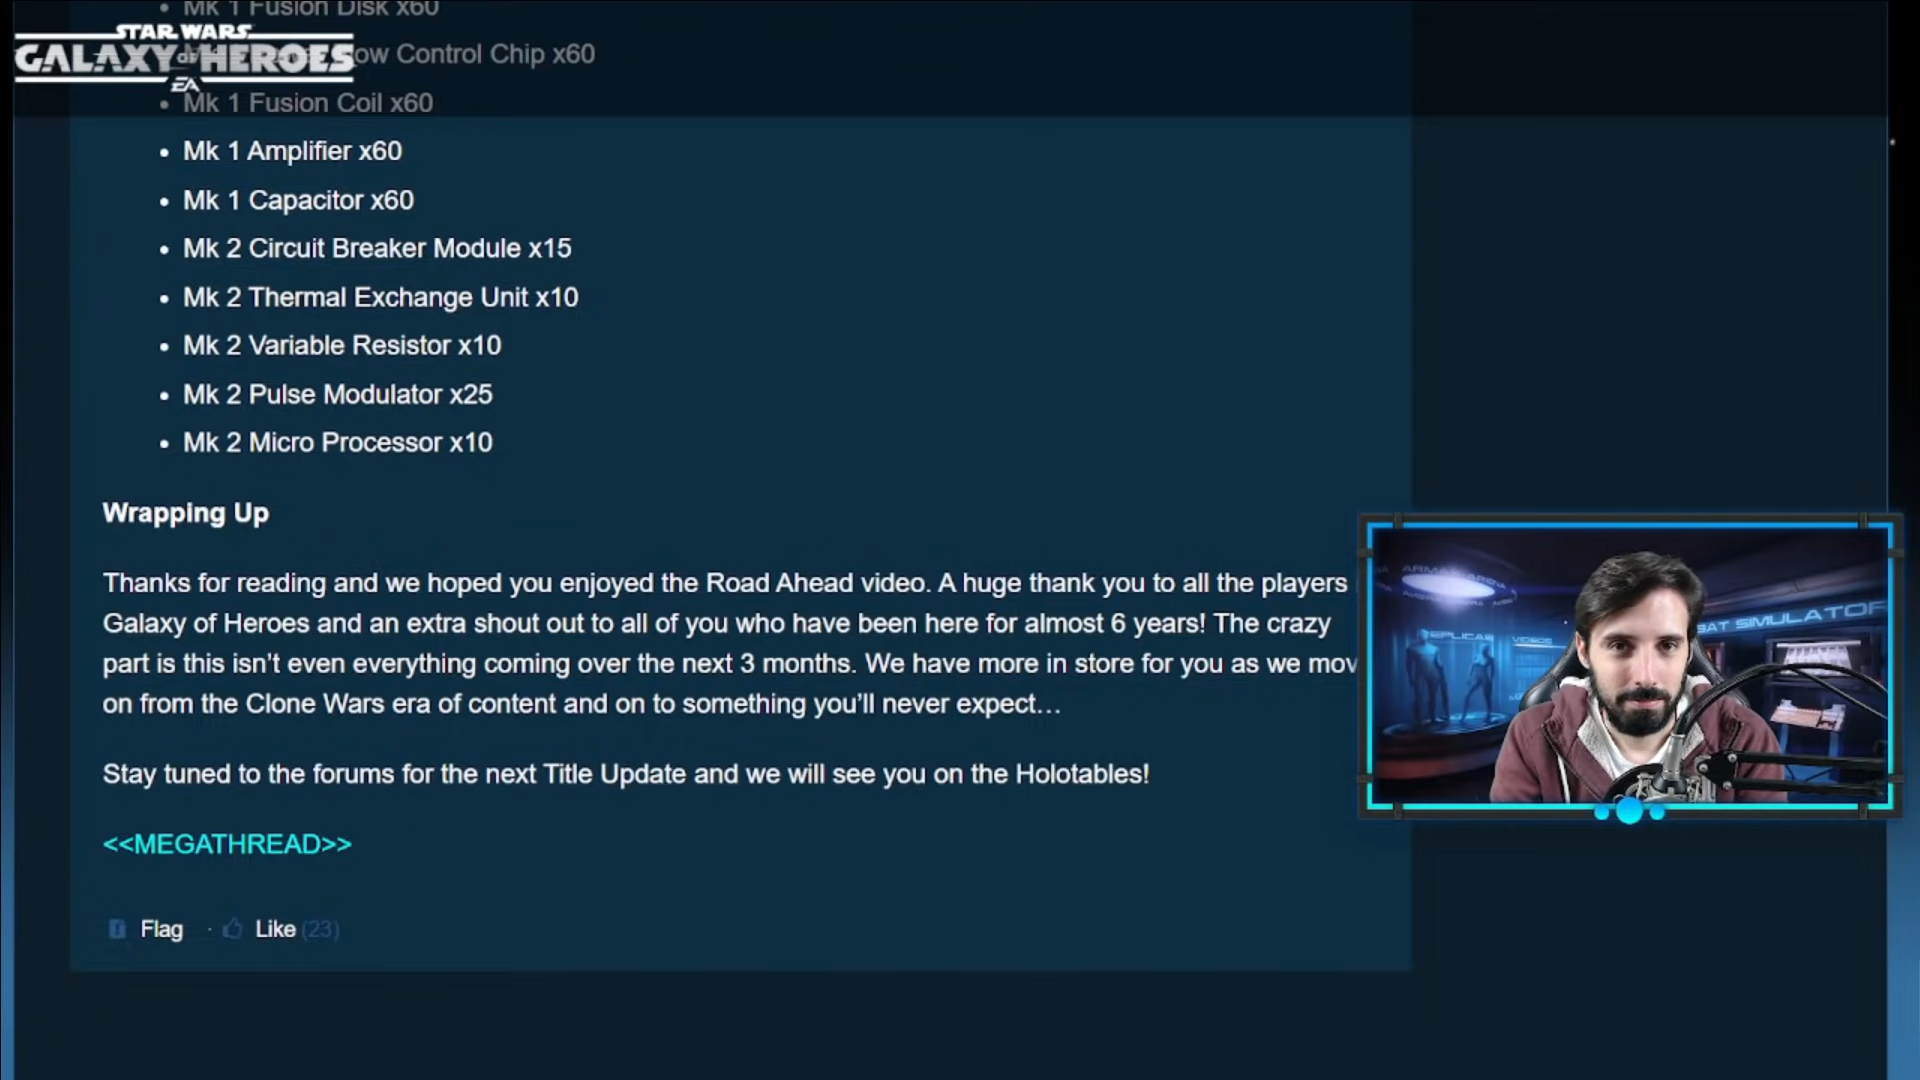 Mk 1 Fusion Disk x60
STAR WARS
GALAXY OF HEROES
EA
ow Control Chip x60
Mk 1 Fusion Coil x60
Mk 1 Amplifier x60
Mk 1 Capacitor x60
Mk 2 Circuit Breaker Module x15
Mk 2 Thermal Exchange Unit x10
Mk 2 Variable Resistor x10
Mk 2 Pulse Modulator x25
Mk 2 Micro Processor x10
Wrapping Up
Thanks for reading and we hoped you enjoyed the Road Ahead video. A huge thank you to all the players
Galaxy of Heroes and an extra shout out to all of you who have been here for almost 6 years! The crazy
part is this isn’t even everything coming over the next 3 months. We have more in store for you as we mov
on from the Clone Wars era of content and on to something you’ll never expect…
Stay tuned to the forums for the next Title Update and we will see you on the Holotables!
<<MEGATHREAD>>
Flag · Like (23)
ARENA
REPLICAS
VIDEOS
BAT SIMULATOR